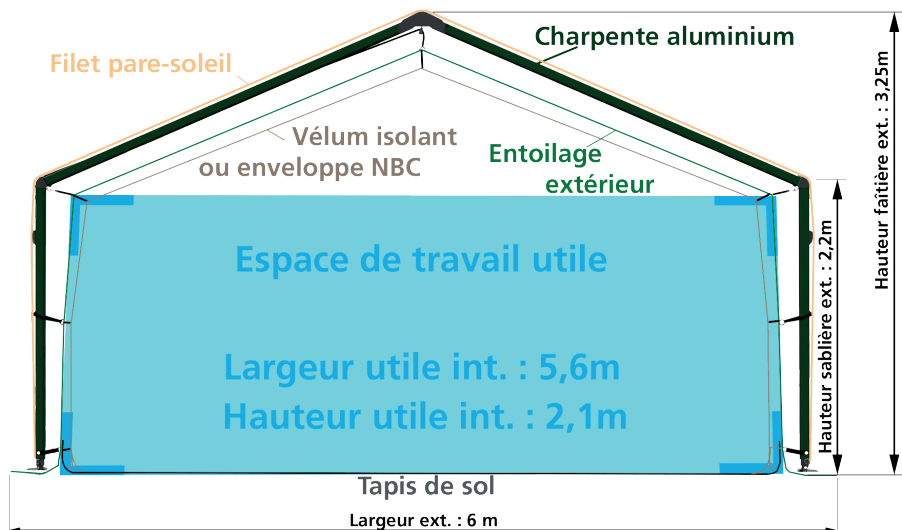 Charpente aluminium
Filet pare-soleil
Vélum isolant
ou enveloppe NBC
Entoilage
extérieur
Hauteur faîtière ext. : 3,25m
Hauteur sablière ext. : 2,2m
Espace de travail utile
Largeur utile int. : 5,6m
Hauteur utile int. : 2,1m
Tapis de sol
Largeur ext. : 6 m